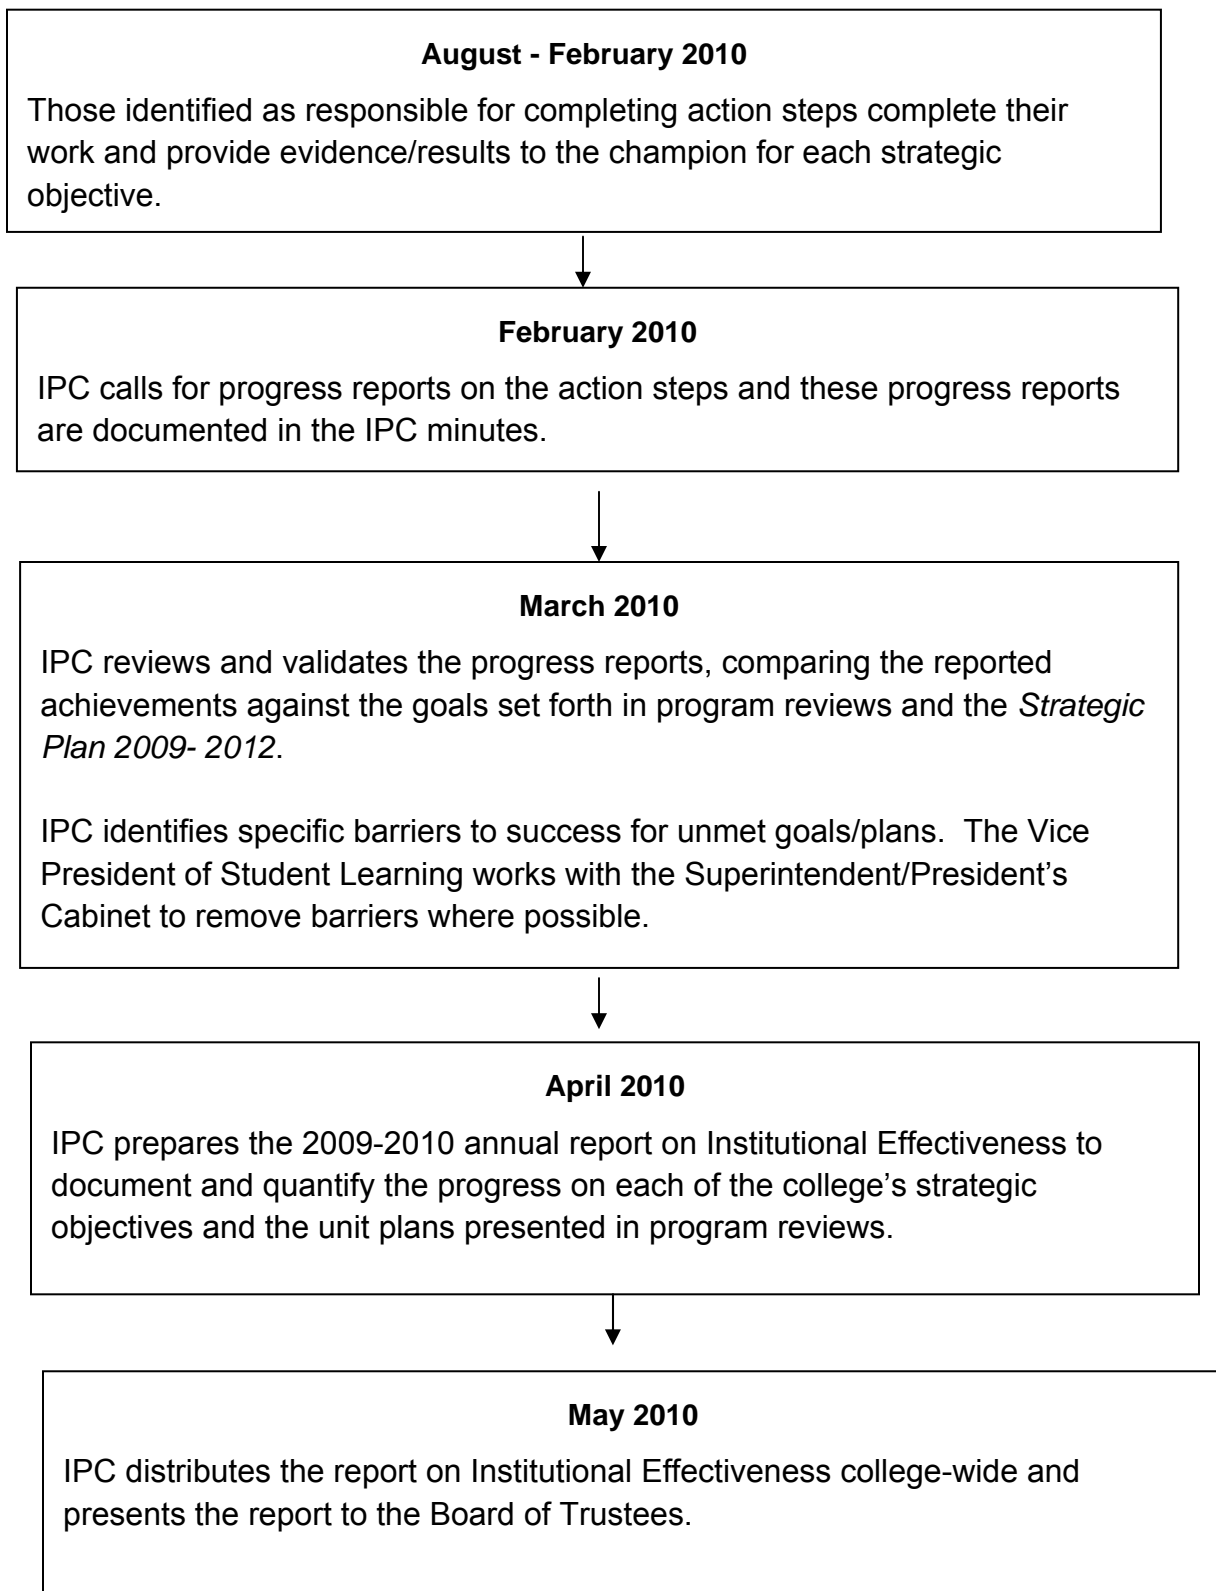 August - February 2010
Those identified as responsible for completing action steps complete their
work and provide evidence/results to the champion for each strategic
objective.
February 2010
IPC calls for progress reports on the action steps and these progress reports
are documented in the IPC minutes.
March 2010
IPC reviews and validates the progress reports, comparing the reported
achievements against the goals set forth in program reviews and the Strategic
Plan 2009- 2012.
IPC identifies specific barriers to success for unmet goals/plans.  The Vice
President of Student Learning works with the Superintendent/President’s
Cabinet to remove barriers where possible.
April 2010
IPC prepares the 2009-2010 annual report on Institutional Effectiveness to
document and quantify the progress on each of the college’s strategic
objectives and the unit plans presented in program reviews.
May 2010
IPC distributes the report on Institutional Effectiveness college-wide and
presents the report to the Board of Trustees.